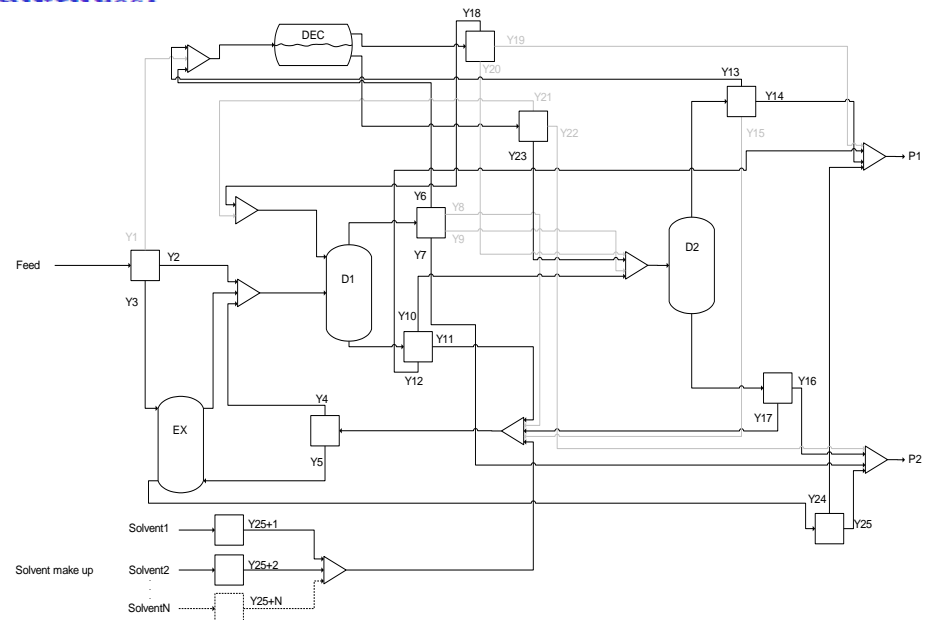 Y18
DEC
Y19
Y20
Y13
Y14
Y21
Y15
Y22
Y23
P1
Y6
Y8
Y1
Y9
D2
Feed
Y2
Y7
D1
Y3
Y10
Y11
Y12
Y16
Y4
Y17
EX
P2
Y5
Y24
Y25
Solvent1
Y25+1
Solvent make up
Solvent2
Y25+2
SolventN
Y25+N